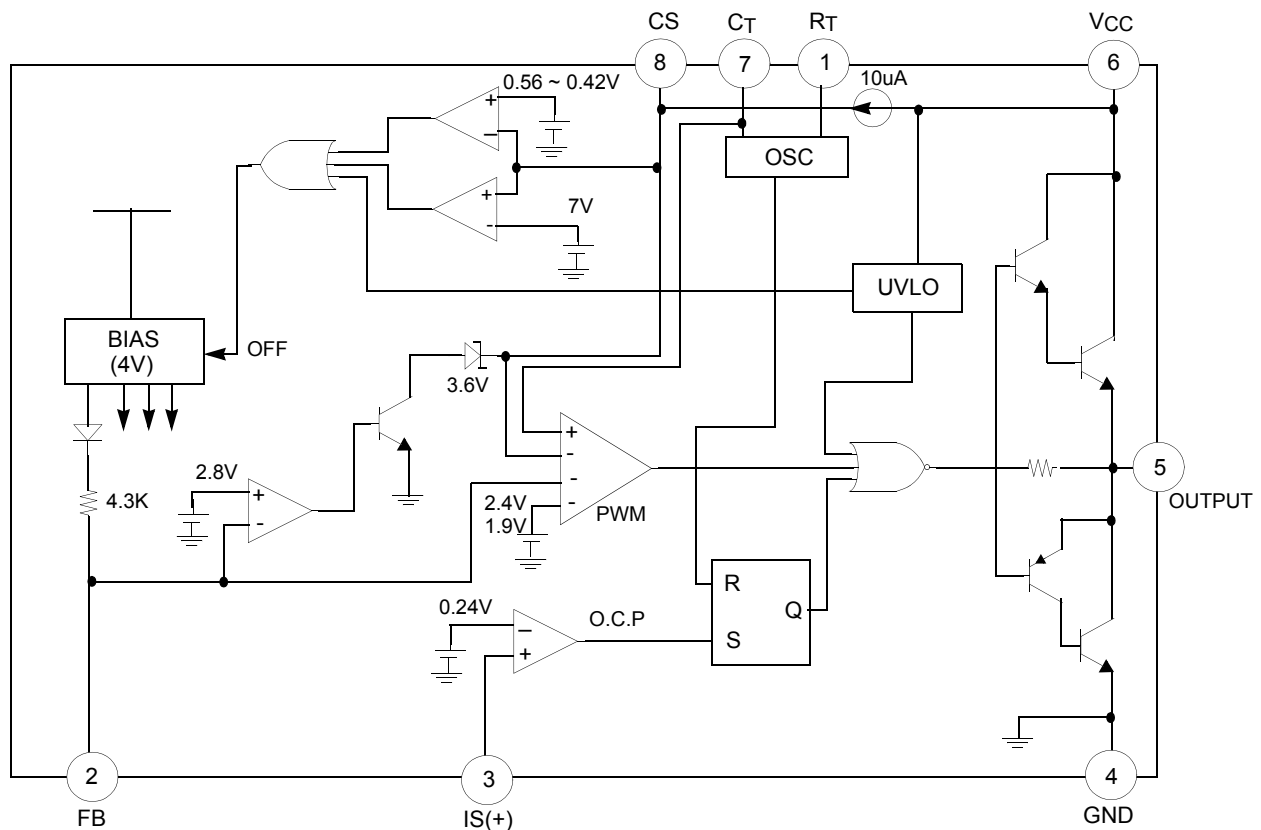 CS
CT
RT
VCC
8
7
1
6
0.56 ~ 0.42V
10uA
+
–
OSC
+
-
7V
UVLO
BIAS
(4V)
OFF
3.6V
+
-
-
-
2.8V
+
-
4.3K
2.4V
1.9V
PWM
5
OUTPUT
R
Q
S
0.24V
–
+
O.C.P
2
3
4
FB
IS(+)
GND